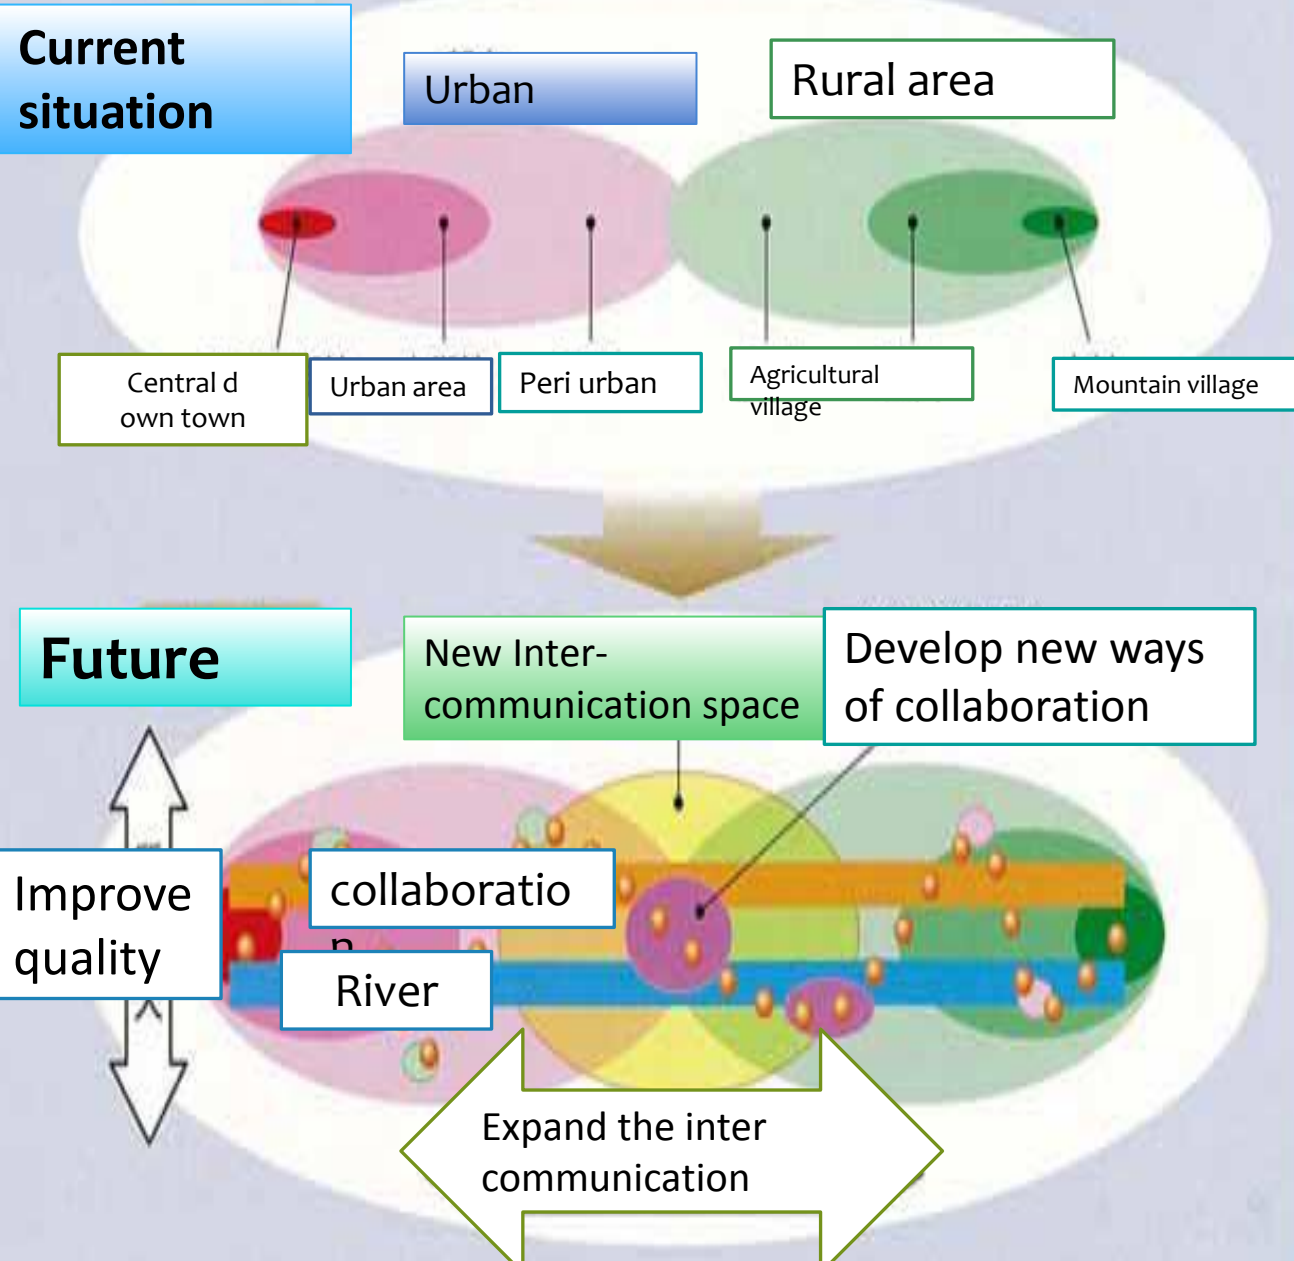 Current
situation
Urban
Rural area
Central d
own town
Urban area
Peri urban
Agricultural
village
Mountain village
Future
New Inter-
communication space
Develop new ways
of collaboration
Improve
quality
collaboratio
n
River
Expand the inter
communication